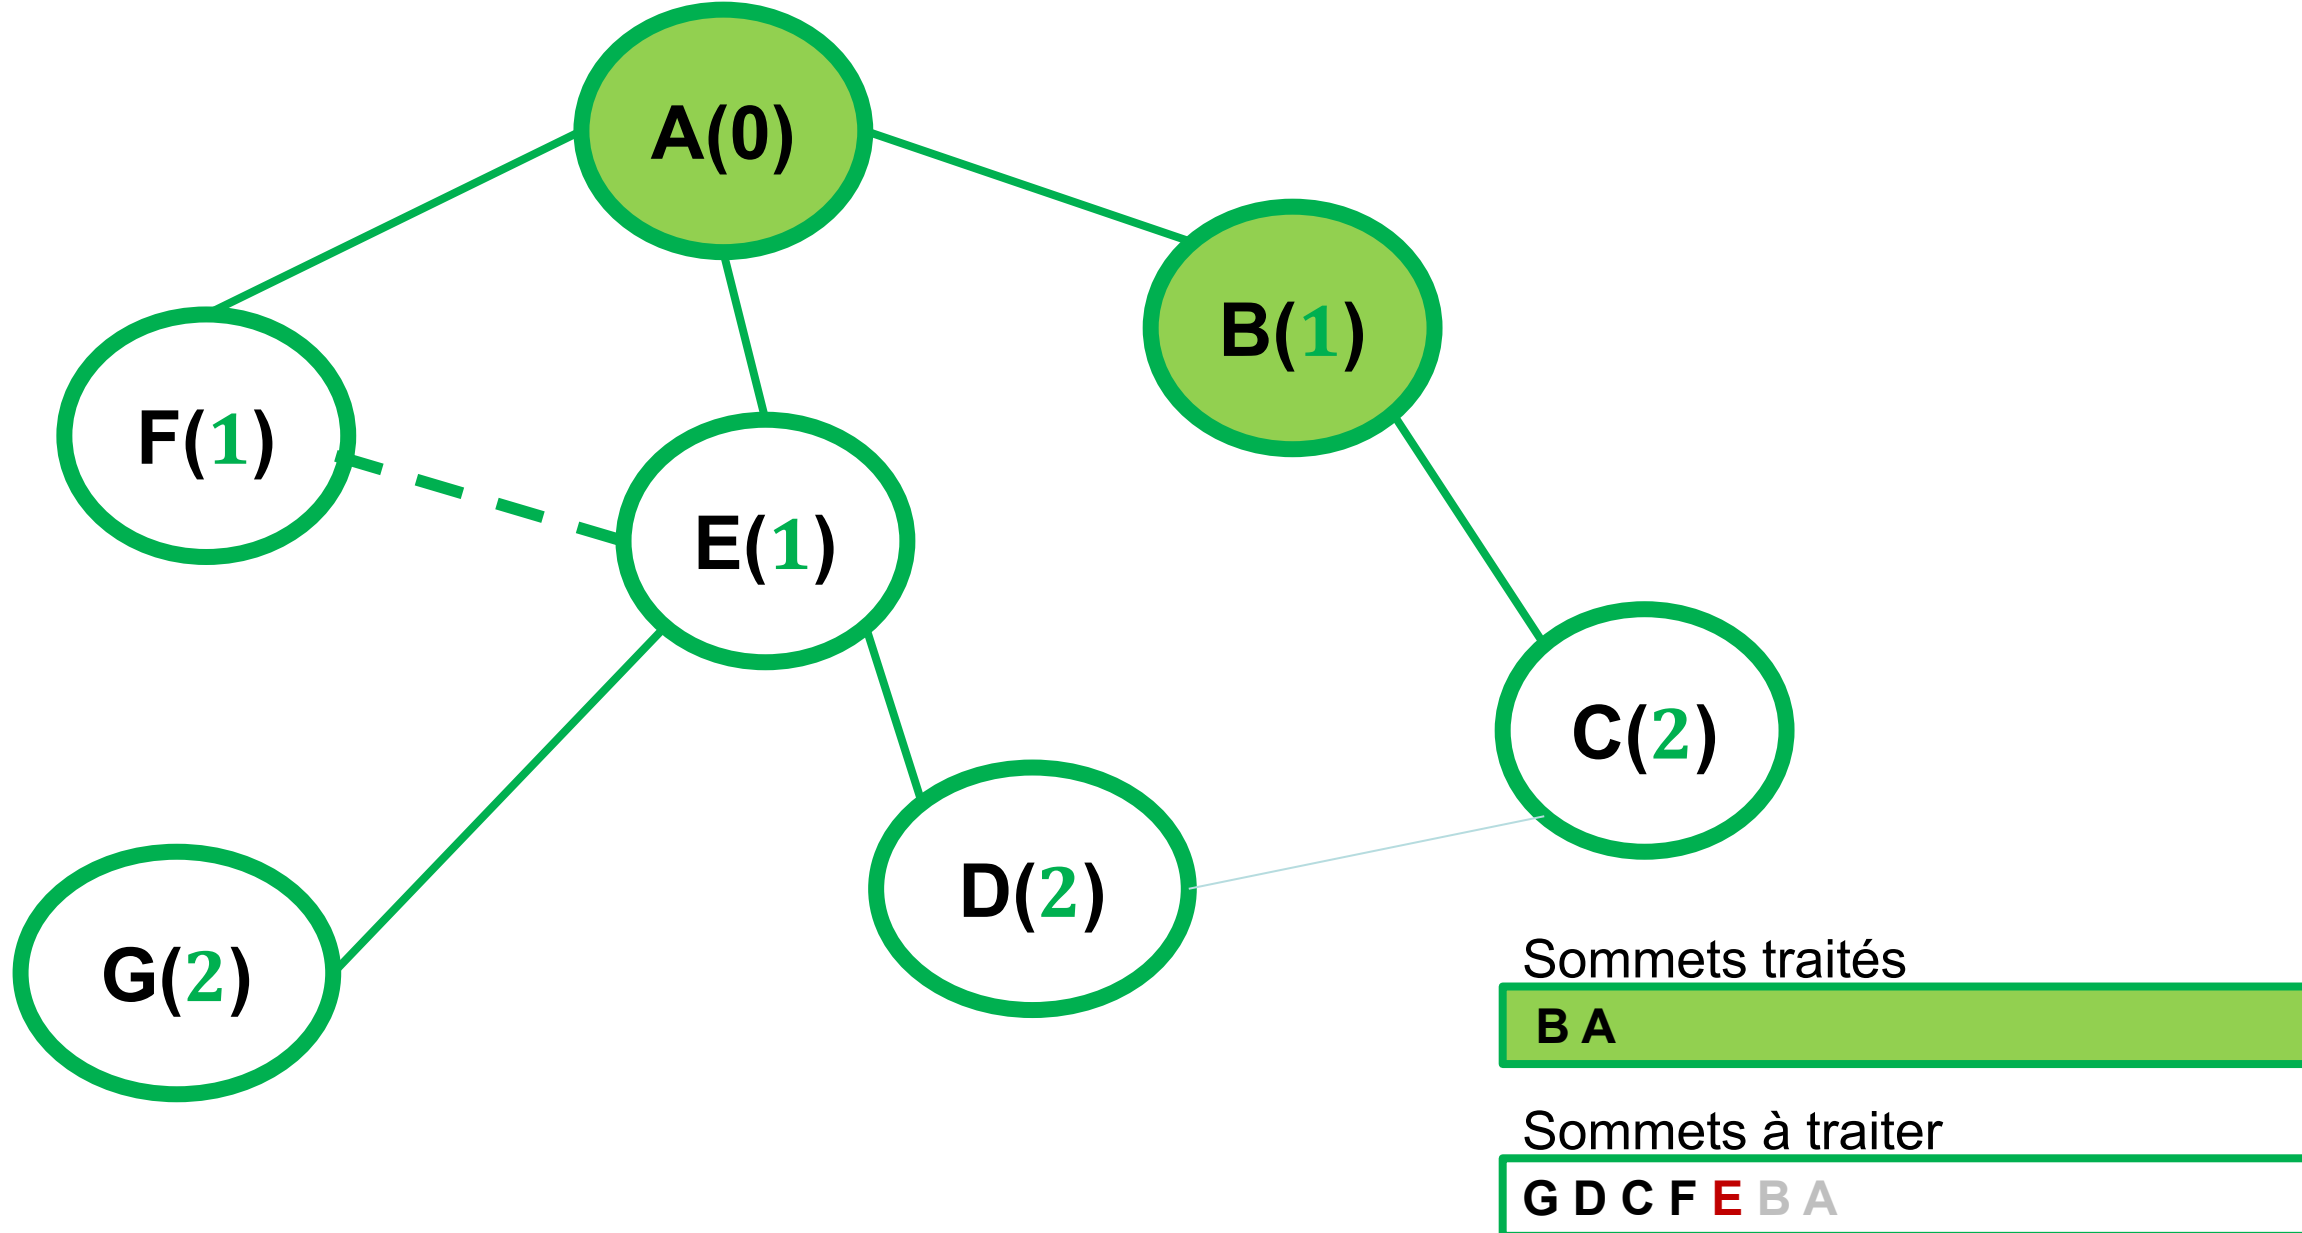 A(0)
B(1)
F(1)
E(1)
C(2)
D(2)
G(2)
Sommets traités
B A
Sommets à traiter
G D C F E B A